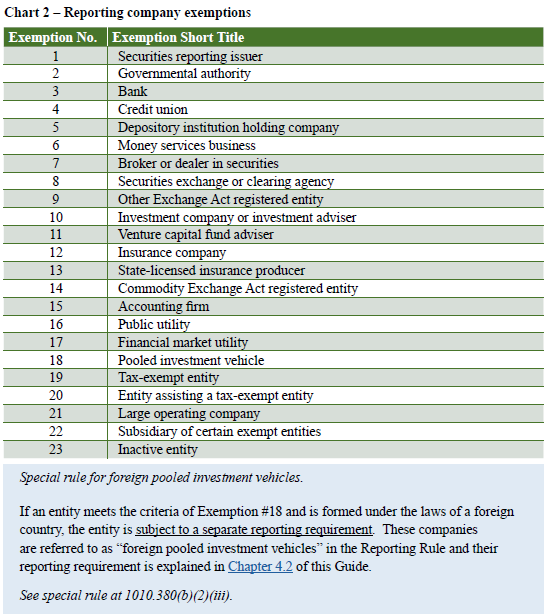 Chart 2 – Reporting company exemptions
Exemption No. Exemption Short Title
1 Securities reporting issuer
2 Governmental authority
3 Bank
4 Credit union
5 Depository institution holding company
6 Money services business
7 Broker or dealer in securities
8 Securities exchange or clearing agency
9 Other Exchange Act registered entity
10 Investment company or investment adviser
11 Venture capital fund adviser
12 Insurance company
13 State-licensed insurance producer
14 Commodity Exchange Act registered entity
15 Accounting firm
16 Public utility
17 Financial market utility
18 Pooled investment vehicle
19 Tax-exempt entity
20 Entity assisting a tax-exempt entity
21 Large operating company
22 Subsidiary of certain exempt entities
23 Inactive entity
Special rule for foreign pooled investment vehicles.
If an entity meets the criteria of Exemption #18 and is formed under the laws of a foreign
country, the entity is subject to a separate reporting requirement. These companies
are referred to as “foreign pooled investment vehicles” in the Reporting Rule and their
reporting requirement is explained in Chapter 4.2 of this Guide.
See special rule at 1010.380(b)(2)(iii).